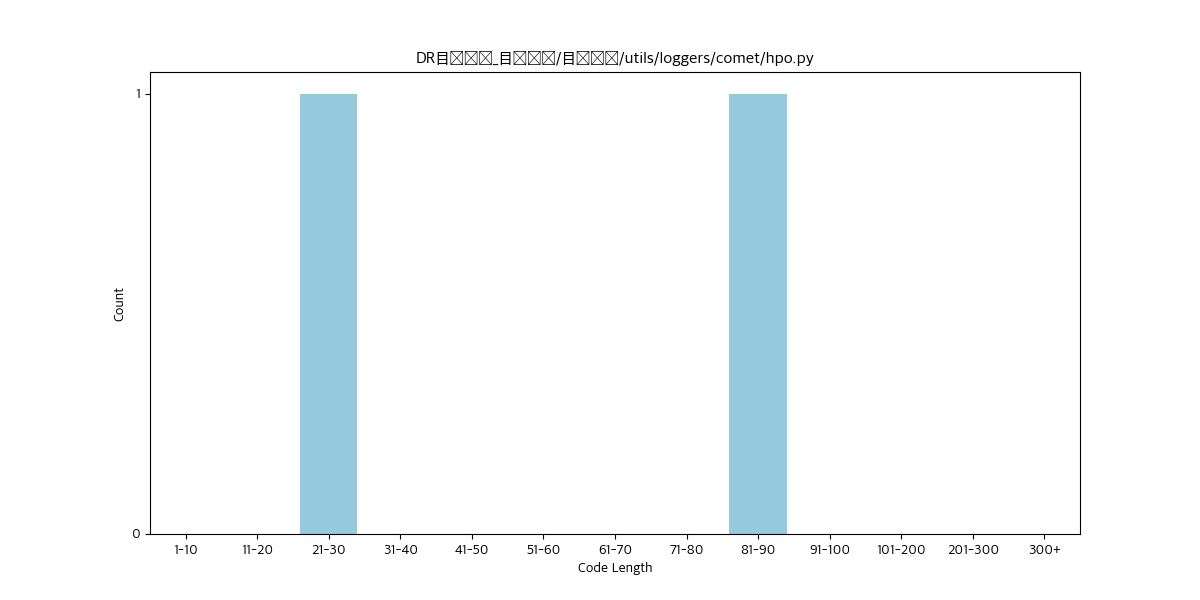 DR目_目/目/utils/loggers/comet/hpo.py
1
Count
0
1-10 11-20 21-30 31-40 41-50 51-60 61-70 71-80 81-90 91-100 101-200 201-300 300+
Code Length